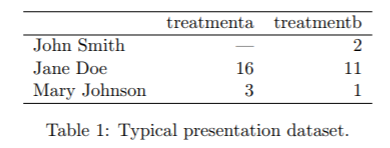 treatmenta treatmentb
John Smith — 2
Jane Doe 16 11
Mary Johnson 3 1
Table 1: Typical presentation dataset.